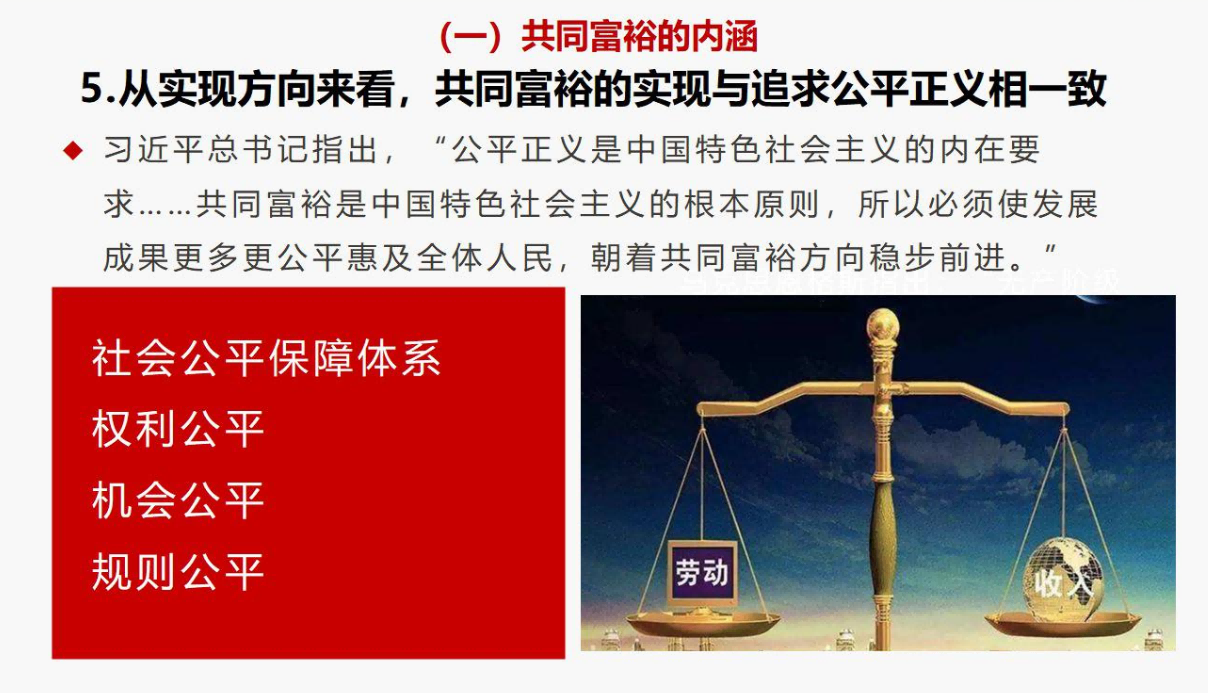 （一）共同富裕的内涵
5.从实现方向来看，共同富裕的实现与追求公平正义相一致
习近平总书记指出，“公平正义是中国特色社会主义的内在要
求……共同富裕是中国特色社会主义的根本原则，所以必须使发展
成果更多更公平惠及全体人民，朝着共同富裕方向稳步前进。”
社会公平保障体系
权利公平
机会公平
规则公平
劳动
收入